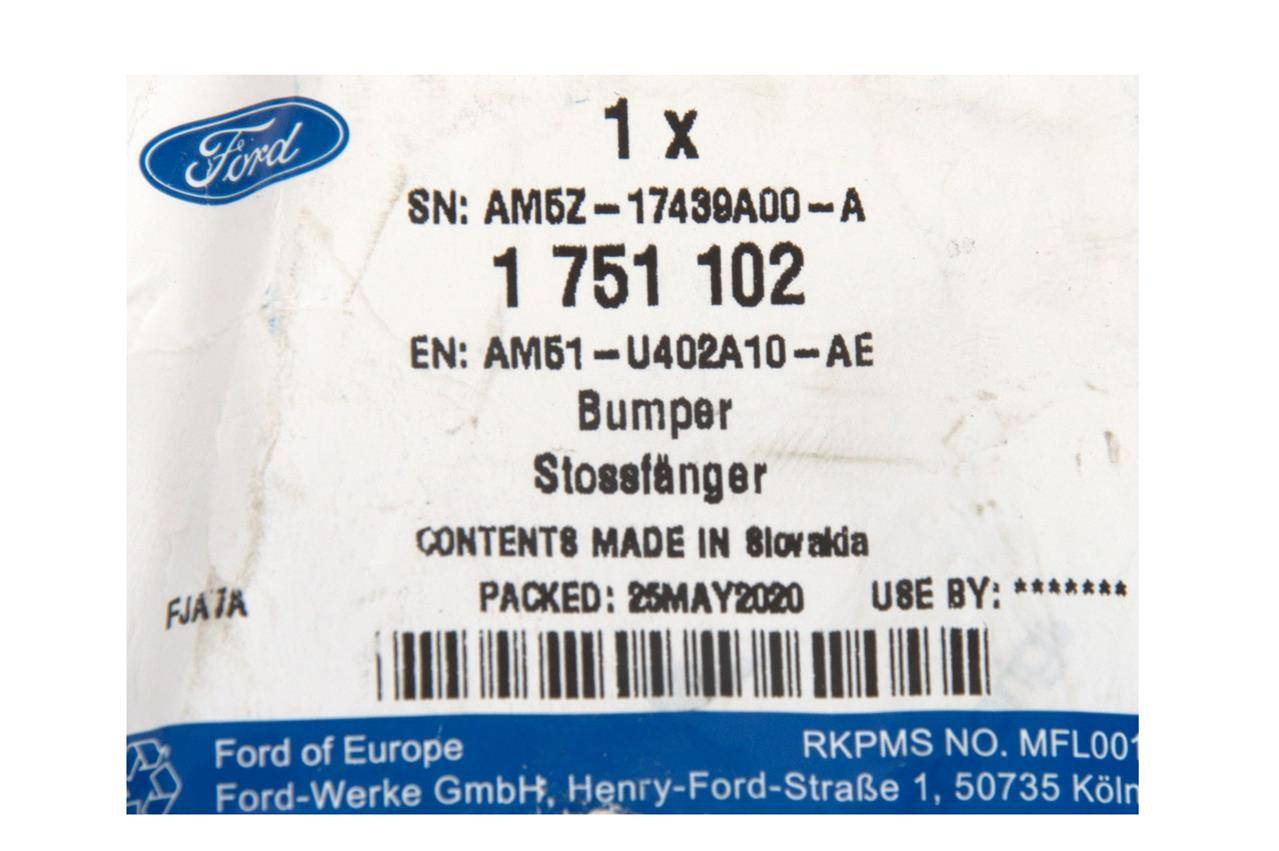 Ford
1 x
SN: AM5Z-17439A00-A
1 751 102
EN: AM51-U402A10-AE
Bumper
Stossfänger
CONTENTS MADE IN Slovakia
FJA7A PACKED: 25MAY2020 USE BY: *******
Ford of Europe RKPMS NO. MFL001
Ford-Werke GmbH, Henry-Ford-Straße 1, 50735 Köln